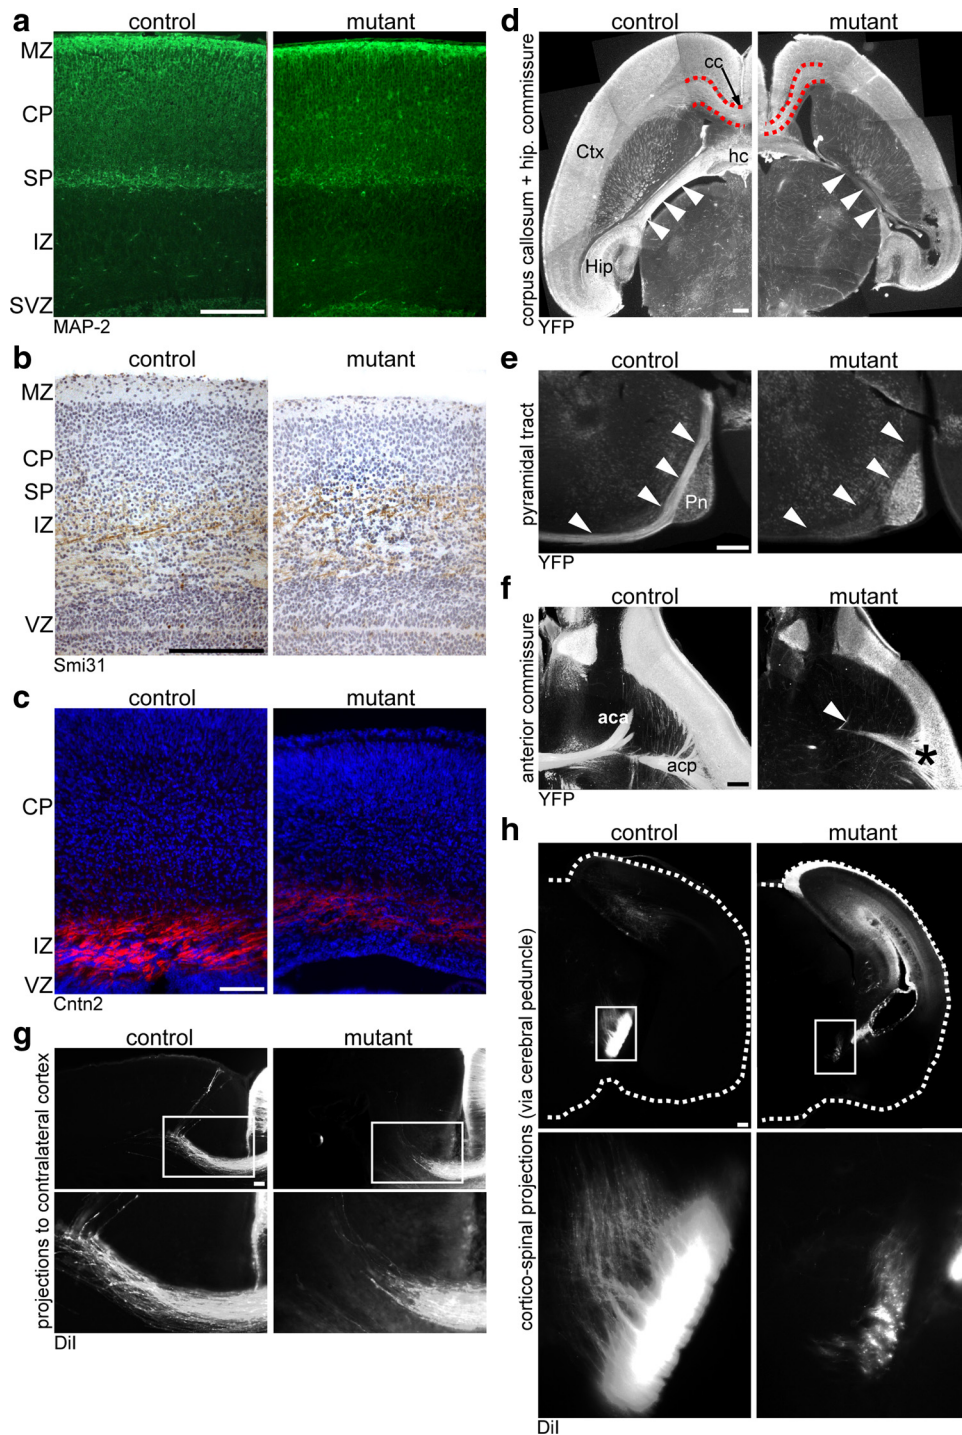 a
control
mutant
MZ
CP
SP
IZ
SVZ
MAP-2
b
control
mutant
MZ
CP
SP
IZ
VZ
Smi31
c
control
mutant
CP
IZ
VZ
Cntn2
g
control
mutant
projections to contralateral cortex
DiI
d
control
mutant
corpus callosum + hip. commissure
cc
Ctx
hc
Hip
YFP
e
control
mutant
pyramidal tract
Pn
YFP
f
control
mutant
anterior commissure
aca
acp
*
YFP
h
control
mutant
cortico-spinal projections (via cerebral peduncle)
DiI